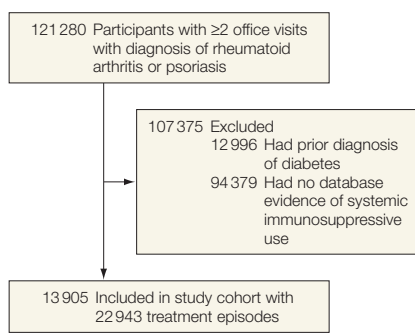 121 280 Participants with ≥2 office visits
with diagnosis of rheumatoid
arthritis or psoriasis
107 375 Excluded
12 996 Had prior diagnosis
of diabetes
94 379 Had no database
evidence of systemic
immunosuppressive
use
13 905 Included in study cohort with
22 943 treatment episodes